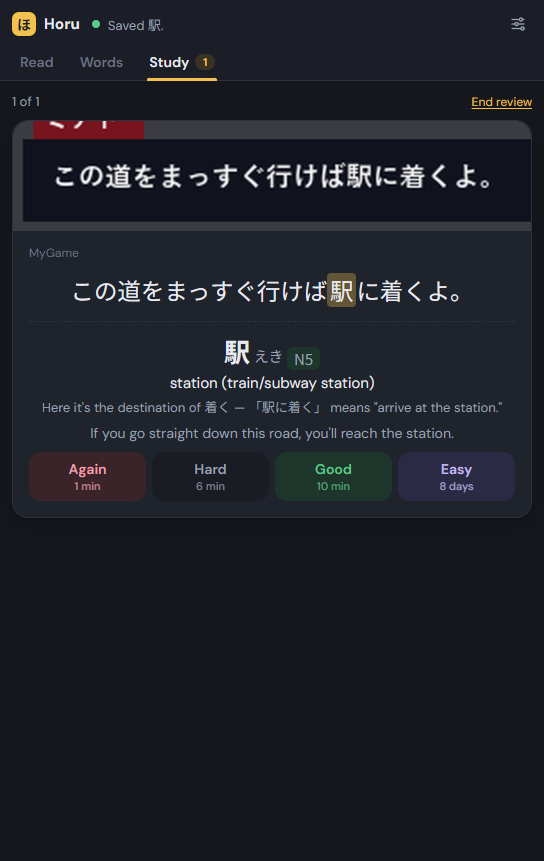 ほ Horu Saved 駅.
Read Words Study 1
1 of 1 End review
この道をまっすぐ行けば駅に着くよ。
MyGame
この道をまっすぐ行けば駅に着くよ。
駅 えき N5
station (train/subway station)
Here it's the destination of 着く — 「駅に着く」 means "arrive at the station."
If you go straight down this road, you'll reach the station.
Again Hard Good Easy
1 min 6 min 10 min 8 days